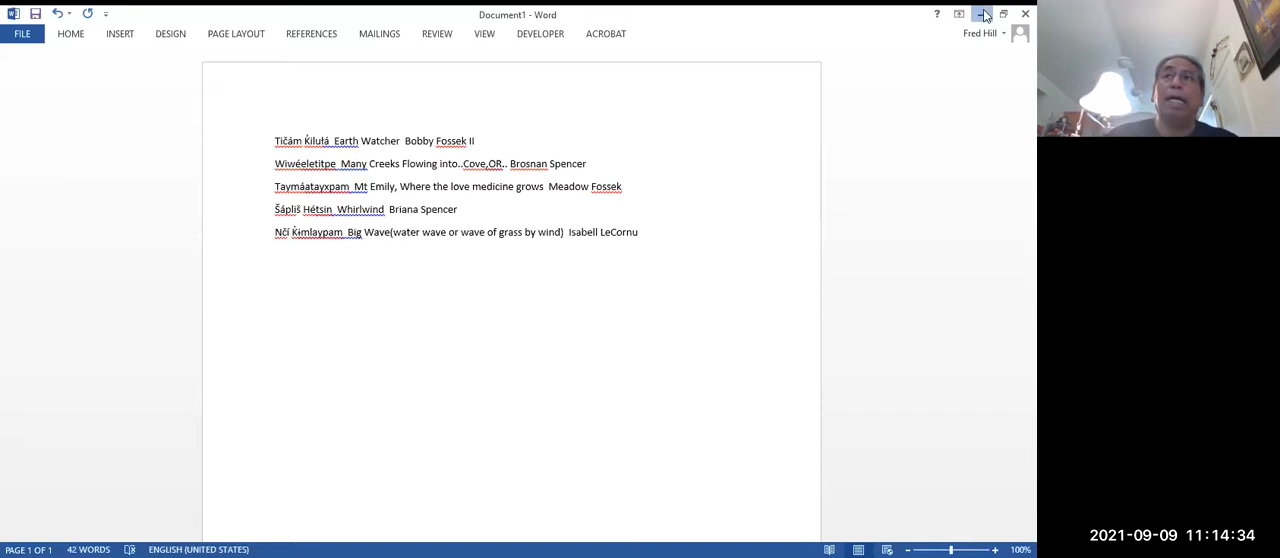 Document1 - Word
FILE HOME INSERT DESIGN PAGE LAYOUT REFERENCES MAILINGS REVIEW VIEW DEVELOPER ACROBAT Fred Hill
Tičám K̓iluɫá Earth Watcher Bobby Fossek II
Wiwéeletitpe Many Creeks Flowing into..Cove,OR.. Brosnan Spencer
Taymáatayxpam Mt Emily, Where the love medicine grows Meadow Fossek
Šápliš Hétsin Whirlwind Briana Spencer
Nčí K̓ɨmlaypam Big Wave(water wave or wave of grass by wind) Isabell LeCornu
PAGE 1 OF 1 42 WORDS ENGLISH (UNITED STATES) 100%
2021-09-09 11:14:34